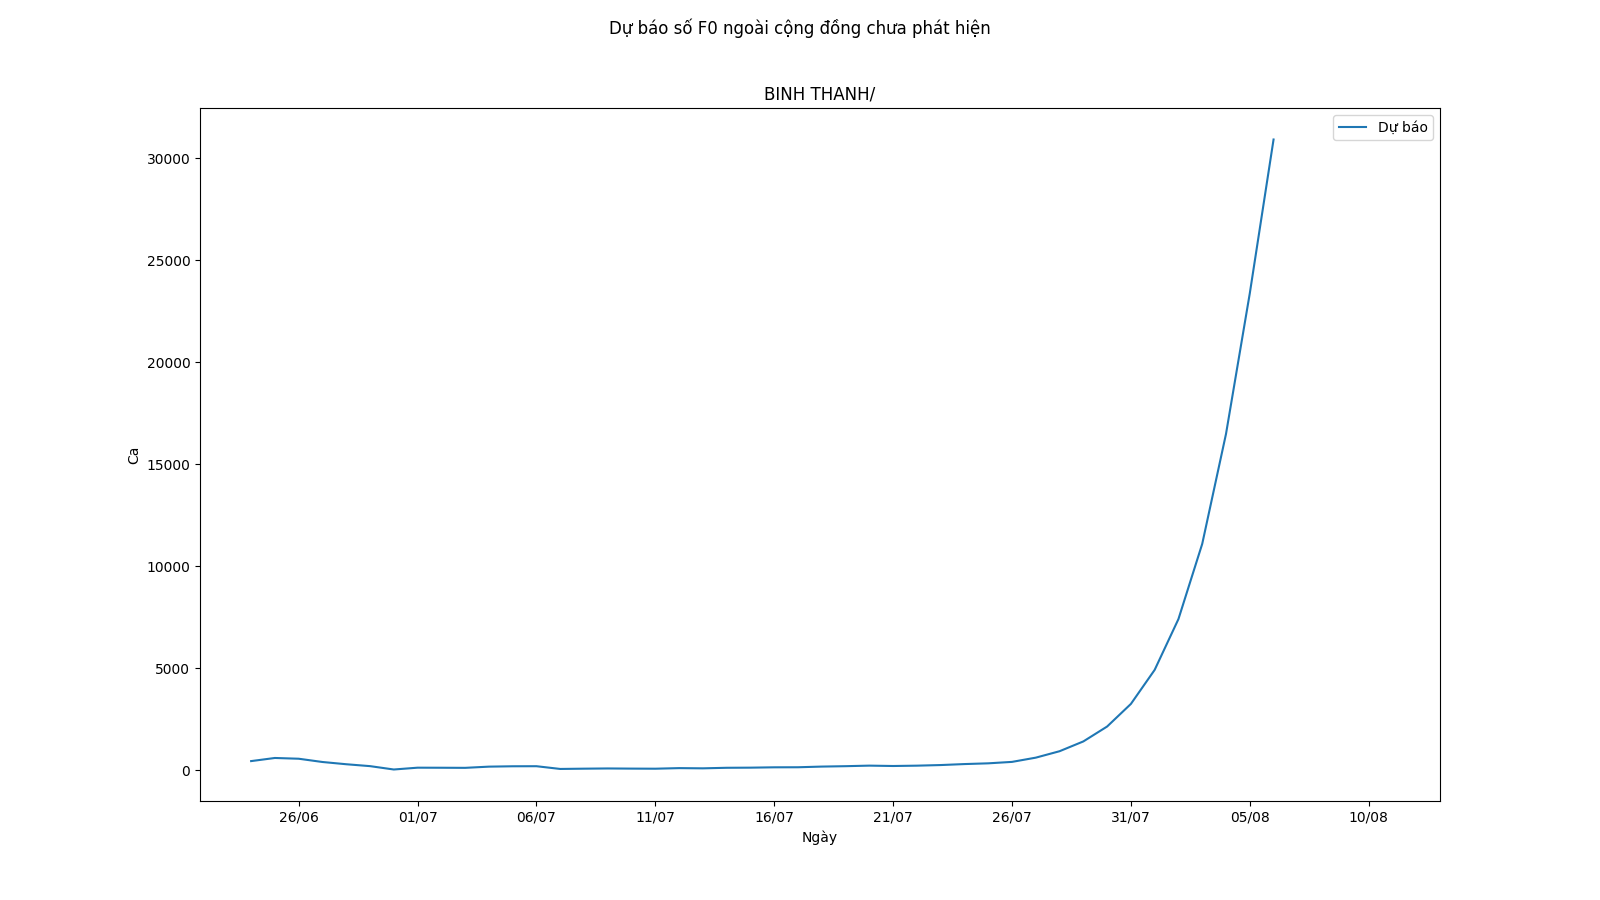 Dự báo số F0 ngoài cộng đồng chưa phát hiện
BINH THANH/
Dự báo
30000
25000
20000
15000
10000
5000
0
Ca
26/06 01/07 06/07 11/07 16/07 21/07 26/07 31/07 05/08 10/08
Ngày